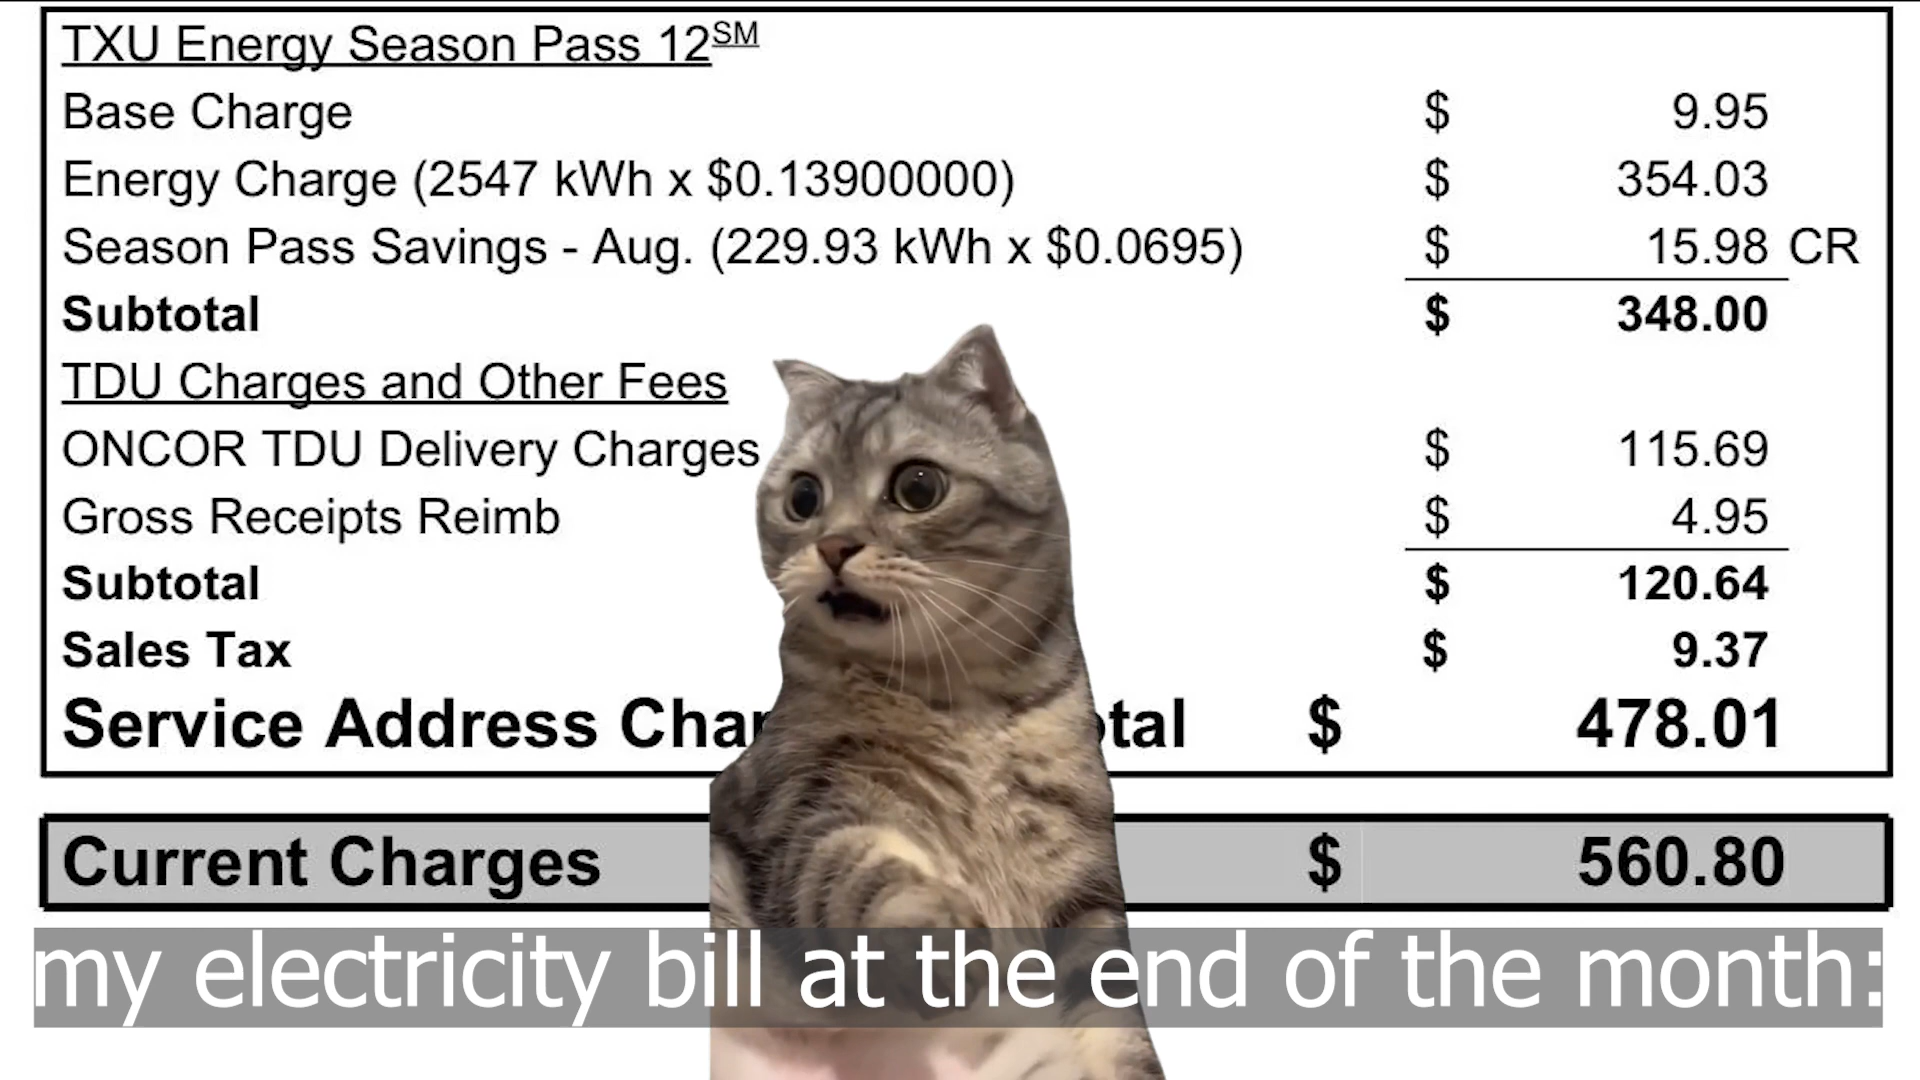 TXU Energy Season Pass 12SM
Base Charge $ 9.95
Energy Charge (2547 kWh x $0.13900000) $ 354.03
Season Pass Savings - Aug. (229.93 kWh x $0.0695) $ 15.98 CR
Subtotal $ 348.00
TDU Charges and Other Fees
ONCOR TDU Delivery Charges $ 115.69
Gross Receipts Reimb $ 4.95
Subtotal $ 120.64
Sales Tax $ 9.37
Service Address $ 478.01
Current Charges $ 560.80
my electricity bill at the end of the month: